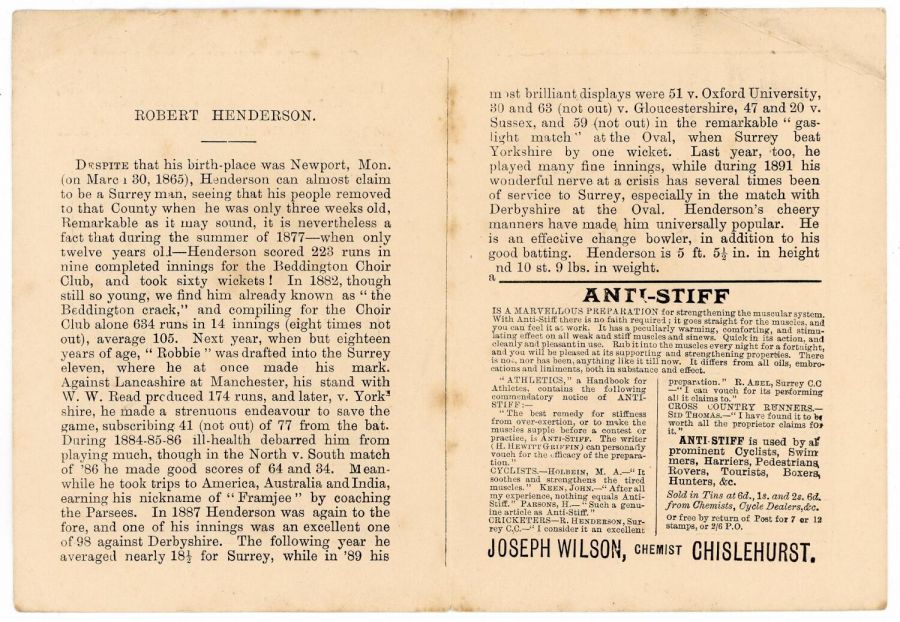 ROBERT HENDERSON.
DESPITE that his birth-place was Newport, Mon.
(on Marc 30, 1865), Henderson can almost claim
to be a Surrey man, seeing that his people removed
to that County when he was only three weeks old,
Remarkable as it may sound, it is nevertheless a
fact that during the summer of 1877—when only
twelve years old—Henderson scored 223 runs in
nine completed innings for the Beddington Choir
Club, and took sixty wickets! In 1882, though
still so young, we find him already known as "the
Beddington crack," and compiling for the Choir
Club alone 634 runs in 14 innings (eight times not
out), average 105. Next year, when but eighteen
years of age, "Robbie" was drafted into the Surrey
eleven, where he at once made his mark.
Against Lancashire at Manchester, his stand with
W. W. Read produced 174 runs, and later, v. York-
shire, he made a strenuous endeavour to save the
game, subscribing 41 (not out) of 77 from the bat.
During 1884-85-86 ill-health debarred him from
playing much, though in the North v. South match
of '86 he made good scores of 64 and 34. Mean-
while he took trips to America, Australia and India,
earning his nickname of "Framjee" by coaching
the Parsees. In 1887 Henderson was again to the
fore, and one of his innings was an excellent one
of 98 against Derbyshire. The following year he
averaged nearly 18½ for Surrey, while in '89 his
most brilliant displays were 51 v. Oxford University,
30 and 63 (not out) v. Gloucestershire, 47 and 20 v.
Sussex, and 59 (not out) in the remarkable "gas-
light match" at the Oval, when Surrey beat
Yorkshire by one wicket. Last year, too, he
played many fine innings, while during 1891 his
wonderful nerve at a crisis has several times been
of service to Surrey, especially in the match with
Derbyshire at the Oval. Henderson's cheery
manners have made him universally popular. He
is an effective change bowler, in addition to his
good batting. Henderson is 5 ft. 5½ in. in height
and 10 st. 9 lbs. in weight.
ANTI-STIFF
IS A MARVELLOUS PREPARATION for strengthening the muscular system.
With Anti-Stiff there is no faith required; it goes straight for the muscles, and
you can feel it at work. It has a peculiarly warming, comforting, and stimu-
lating effect on all weak and stiff muscles and sinews. Quick in its action, and
cleanly and pleasant in use. Rub it into the muscles every night for a fortnight,
and you will be pleased at its supporting and strengthening properties. There
is not, nor has been, anything like it till now. It differs from all oils, embro-
cations and liniments, both in substance and effect.
"ATHLETICS," a Handbook for
Athletes, contains the following
commendatory notice of ANTI-
STIFF:—
"The best remedy for stiffness
from over-exertion, or to make the
muscles supple before a contest or
practice, is ANTI-STIFF. The writer
(H. HEWITT GRIFFIN) can personally
vouch for the efficacy of the prepara-
tion."
CYCLISTS.—HOLBEIN, M. A.—"It
soothes and strengthens the tired
muscles." KEEN, JOHN.—"After all
my experience, nothing equals Anti-
Stiff." PARSONS, H.—"Such a genu-
ine article as Anti-Stiff."
CRICKETERS—R. HENDERSON, Sur-
rey C.C.—"I consider it an excellent
preparation." R. ABEL, Surrey C.C
—"I can vouch for its performing
all it claims to."
CROSS COUNTRY RUNNERS.—
SID THOMAS.—"I have found it to be
worth all the proprietor claims for
it."
ANTI-STIFF is used by all
prominent Cyclists, Swim
mers, Harriers, Pedestrians
Rovers, Tourists, Boxers,
Hunters, &c.
Sold in Tins at 6d., 1s. and 2s. 6d.
from Chemists, Cycle Dealers, &c.
or free by return of Post for 7 or 12
stamps, or 2/6 P.O.
JOSEPH WILSON, CHEMIST CHISLEHURST.